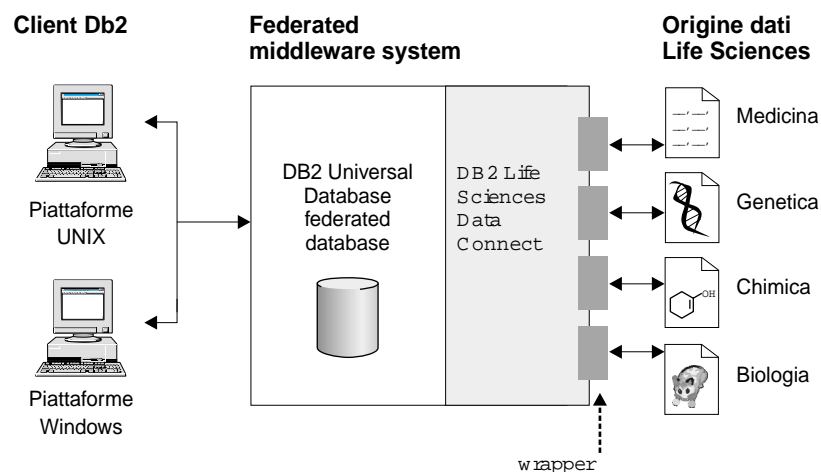 Client Db2
Federated
middleware system
Origine dati
Life Sciences
Piattaforme
UNIX
Piattaforme
Windows
DB2 Universal
Database
federated
database
DB2 Life
Sciences
Data
Connect
Medicina
Genetica
OH
Chimica
Biologia
wrapper